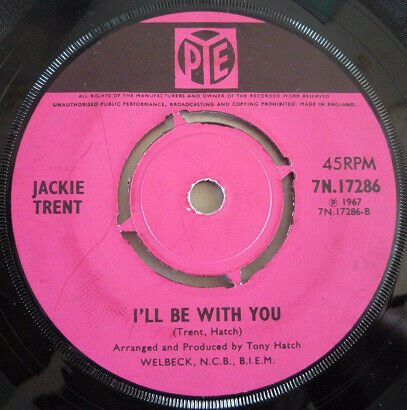 PYE
ALL RIGHTS OF THE MANUFACTURERS AND OWNER OF THE RECORDED WORK RESERVED
UNAUTHORISED PUBLIC PERFORMANCE, BROADCASTING AND COPYING PROHIBITED. MADE IN ENGLAND.
JACKIE
TRENT
45RPM
7N.17286
Ⓟ 1967
7N.17286-B
I'LL BE WITH YOU
(Trent, Hatch)
Arranged and Produced by Tony Hatch
WELBECK, N.C.B., B.I.E.M.